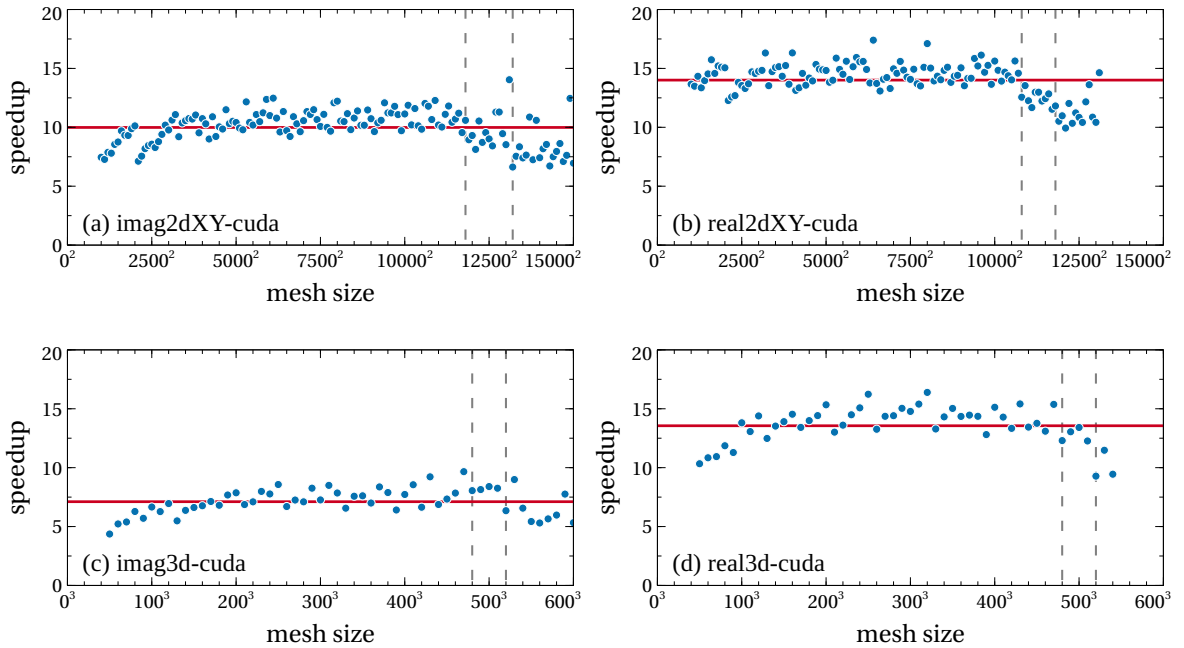 20
15
10
5
0
speedup
(a) imag2dXY-cuda
0² 2500² 5000² 7500² 10000² 12500² 15000²
mesh size
20
15
10
5
0
speedup
(b) real2dXY-cuda
0² 2500² 5000² 7500² 10000² 12500² 15000²
mesh size
20
15
10
5
0
speedup
(c) imag3d-cuda
0³ 100³ 200³ 300³ 400³ 500³ 600³
mesh size
20
15
10
5
0
speedup
(d) real3d-cuda
0³ 100³ 200³ 300³ 400³ 500³ 600³
mesh size